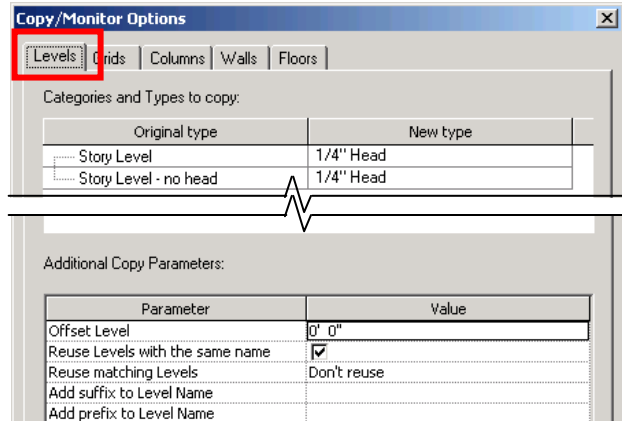 Copy/Monitor Options
Levels Grids Columns Walls Floors
Categories and Types to copy:
Original type New type
Story Level 1/4" Head
Story Level - no head 1/4" Head
Additional Copy Parameters:
Parameter Value
Offset Level 0' 0"
Reuse Levels with the same name
Reuse matching Levels Don't reuse
Add suffix to Level Name
Add prefix to Level Name